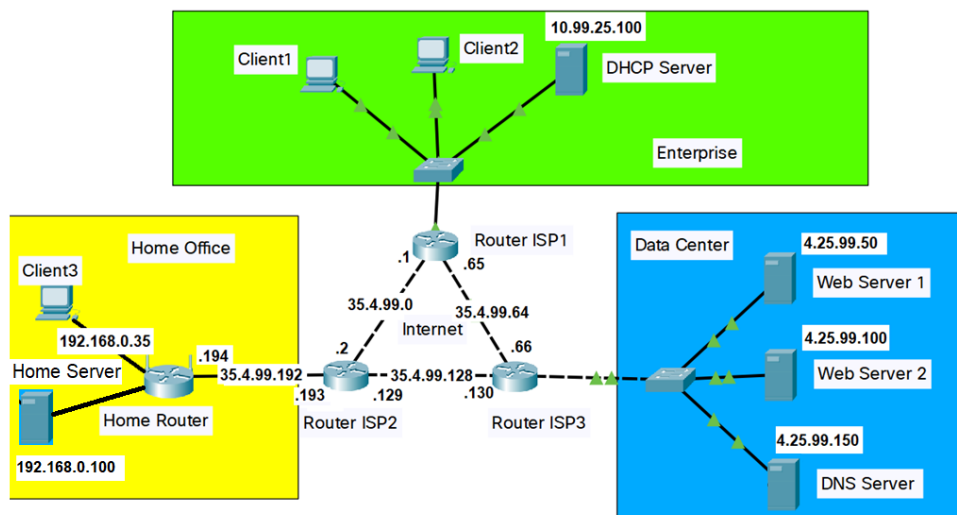 10.99.25.100
Client1
Client2
DHCP Server
Enterprise
Home Office
Router ISP1
Data Center
4.25.99.50
.1
.65
Client3
Web Server 1
35.4.99.0
35.4.99.64
Internet
192.168.0.35
4.25.99.100
.194
.2
.66
Home Server
35.4.99.192
35.4.99.128
Web Server 2
.193
.129
.130
Home Router
Router ISP2
Router ISP3
4.25.99.150
192.168.0.100
DNS Server